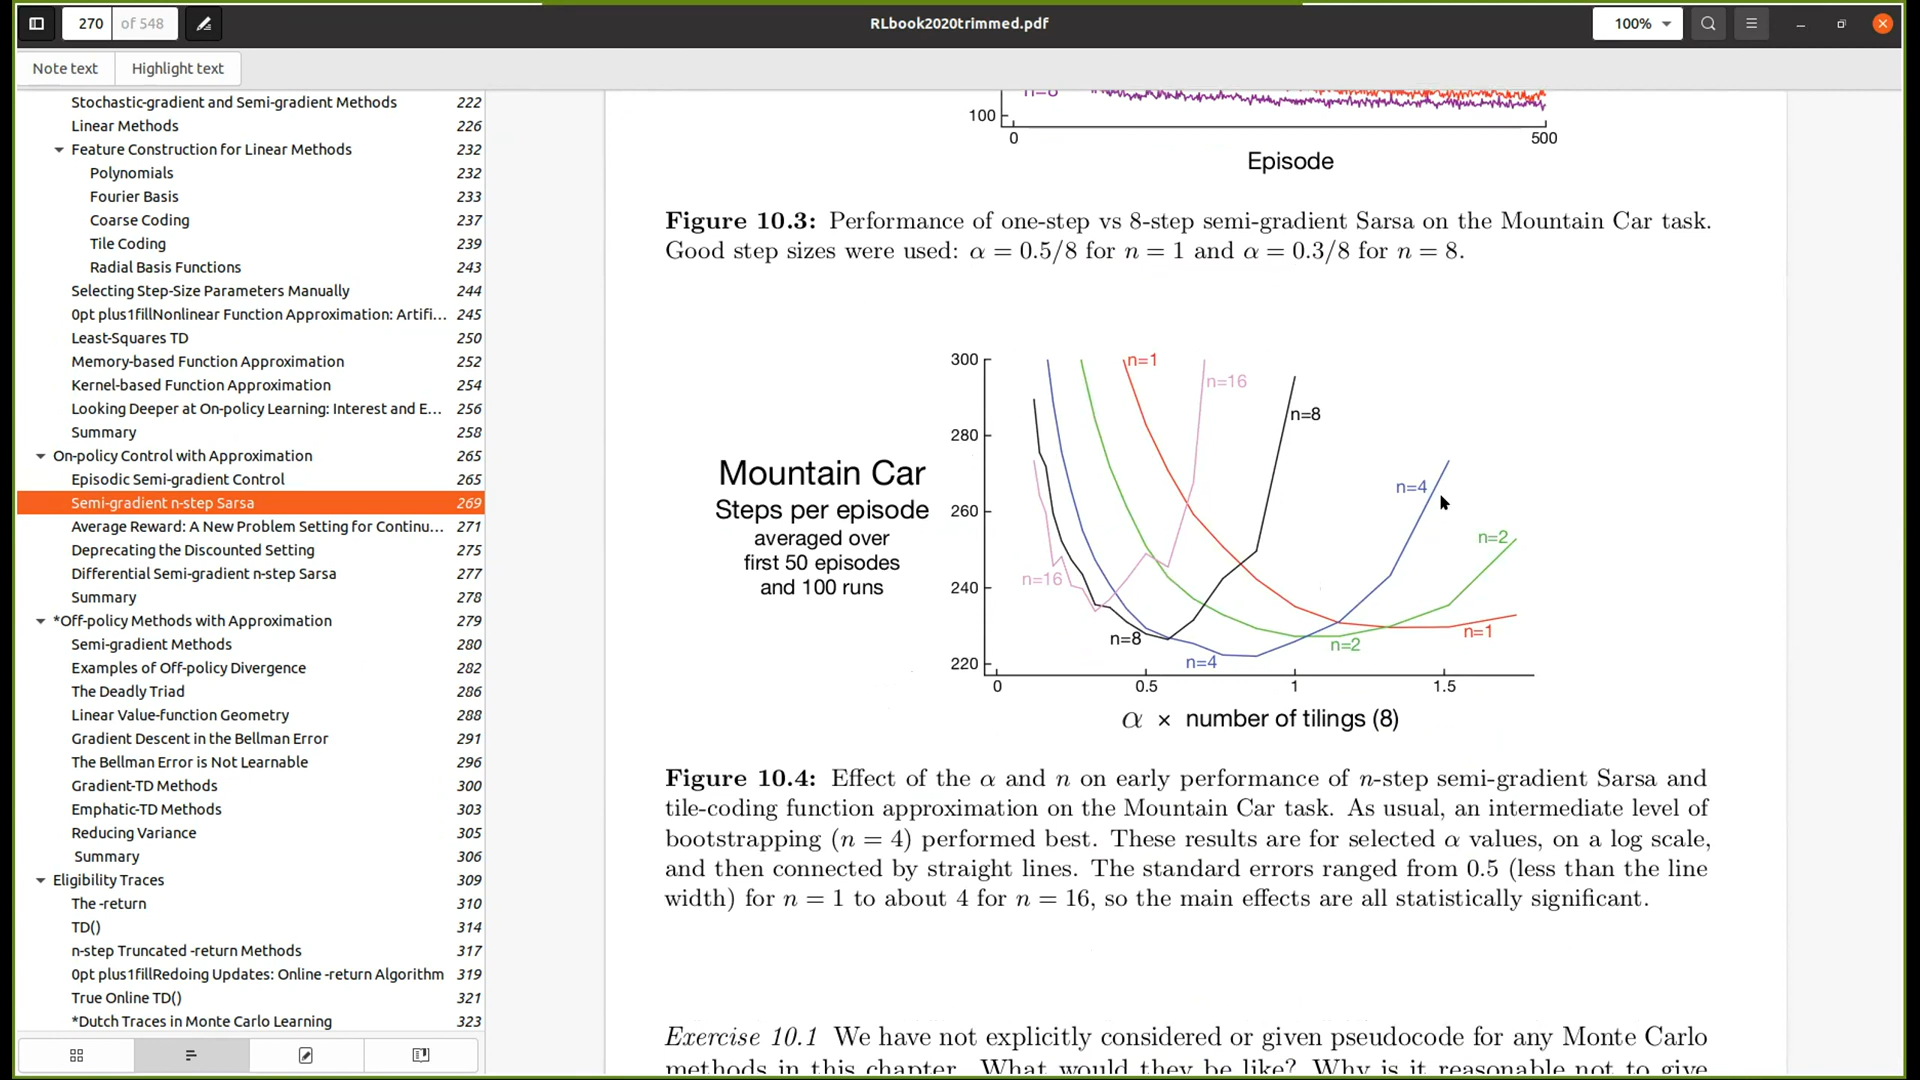 270 of 548
RLbook2020trimmed.pdf
100%
Note text Highlight text
Stochastic-gradient and Semi-gradient Methods 222
Linear Methods 226
Feature Construction for Linear Methods 232
Polynomials 232
Fourier Basis 233
Coarse Coding 237
Tile Coding 239
Radial Basis Functions 243
Selecting Step-Size Parameters Manually 244
0pt plus1fillNonlinear Function Approximation: Artifi... 245
Least-Squares TD 250
Memory-based Function Approximation 252
Kernel-based Function Approximation 254
Looking Deeper at On-policy Learning: Interest and E... 256
Summary 258
On-policy Control with Approximation 265
Episodic Semi-gradient Control 265
Semi-gradient n-step Sarsa 269
Average Reward: A New Problem Setting for Continu... 271
Deprecating the Discounted Setting 275
Differential Semi-gradient n-step Sarsa 277
Summary 278
*Off-policy Methods with Approximation 279
Semi-gradient Methods 280
Examples of Off-policy Divergence 282
The Deadly Triad 286
Linear Value-function Geometry 288
Gradient Descent in the Bellman Error 291
The Bellman Error is Not Learnable 296
Gradient-TD Methods 300
Emphatic-TD Methods 303
Reducing Variance 305
Summary 306
Eligibility Traces 309
The -return 310
TD() 314
n-step Truncated -return Methods 317
0pt plus1fillRedoing Updates: Online -return Algorithm 319
True Online TD() 321
*Dutch Traces in Monte Carlo Learning 323
n=8
100
0 500
Episode
Figure 10.3: Performance of one-step vs 8-step semi-gradient Sarsa on the Mountain Car task.
Good step sizes were used: α = 0.5/8 for n = 1 and α = 0.3/8 for n = 8.
300
280
260
240
220
n=1
n=16
n=8
n=4
n=2
n=16
n=8
n=4
n=2
n=1
Mountain Car
Steps per episode
averaged over
first 50 episodes
and 100 runs
0 0.5 1 1.5
α × number of tilings (8)
Figure 10.4: Effect of the α and n on early performance of n-step semi-gradient Sarsa and
tile-coding function approximation on the Mountain Car task. As usual, an intermediate level of
bootstrapping (n = 4) performed best. These results are for selected α values, on a log scale,
and then connected by straight lines. The standard errors ranged from 0.5 (less than the line
width) for n = 1 to about 4 for n = 16, so the main effects are all statistically significant.
Exercise 10.1 We have not explicitly considered or given pseudocode for any Monte Carlo
methods in this chapter. What would they be like? Why is it reasonable not to give